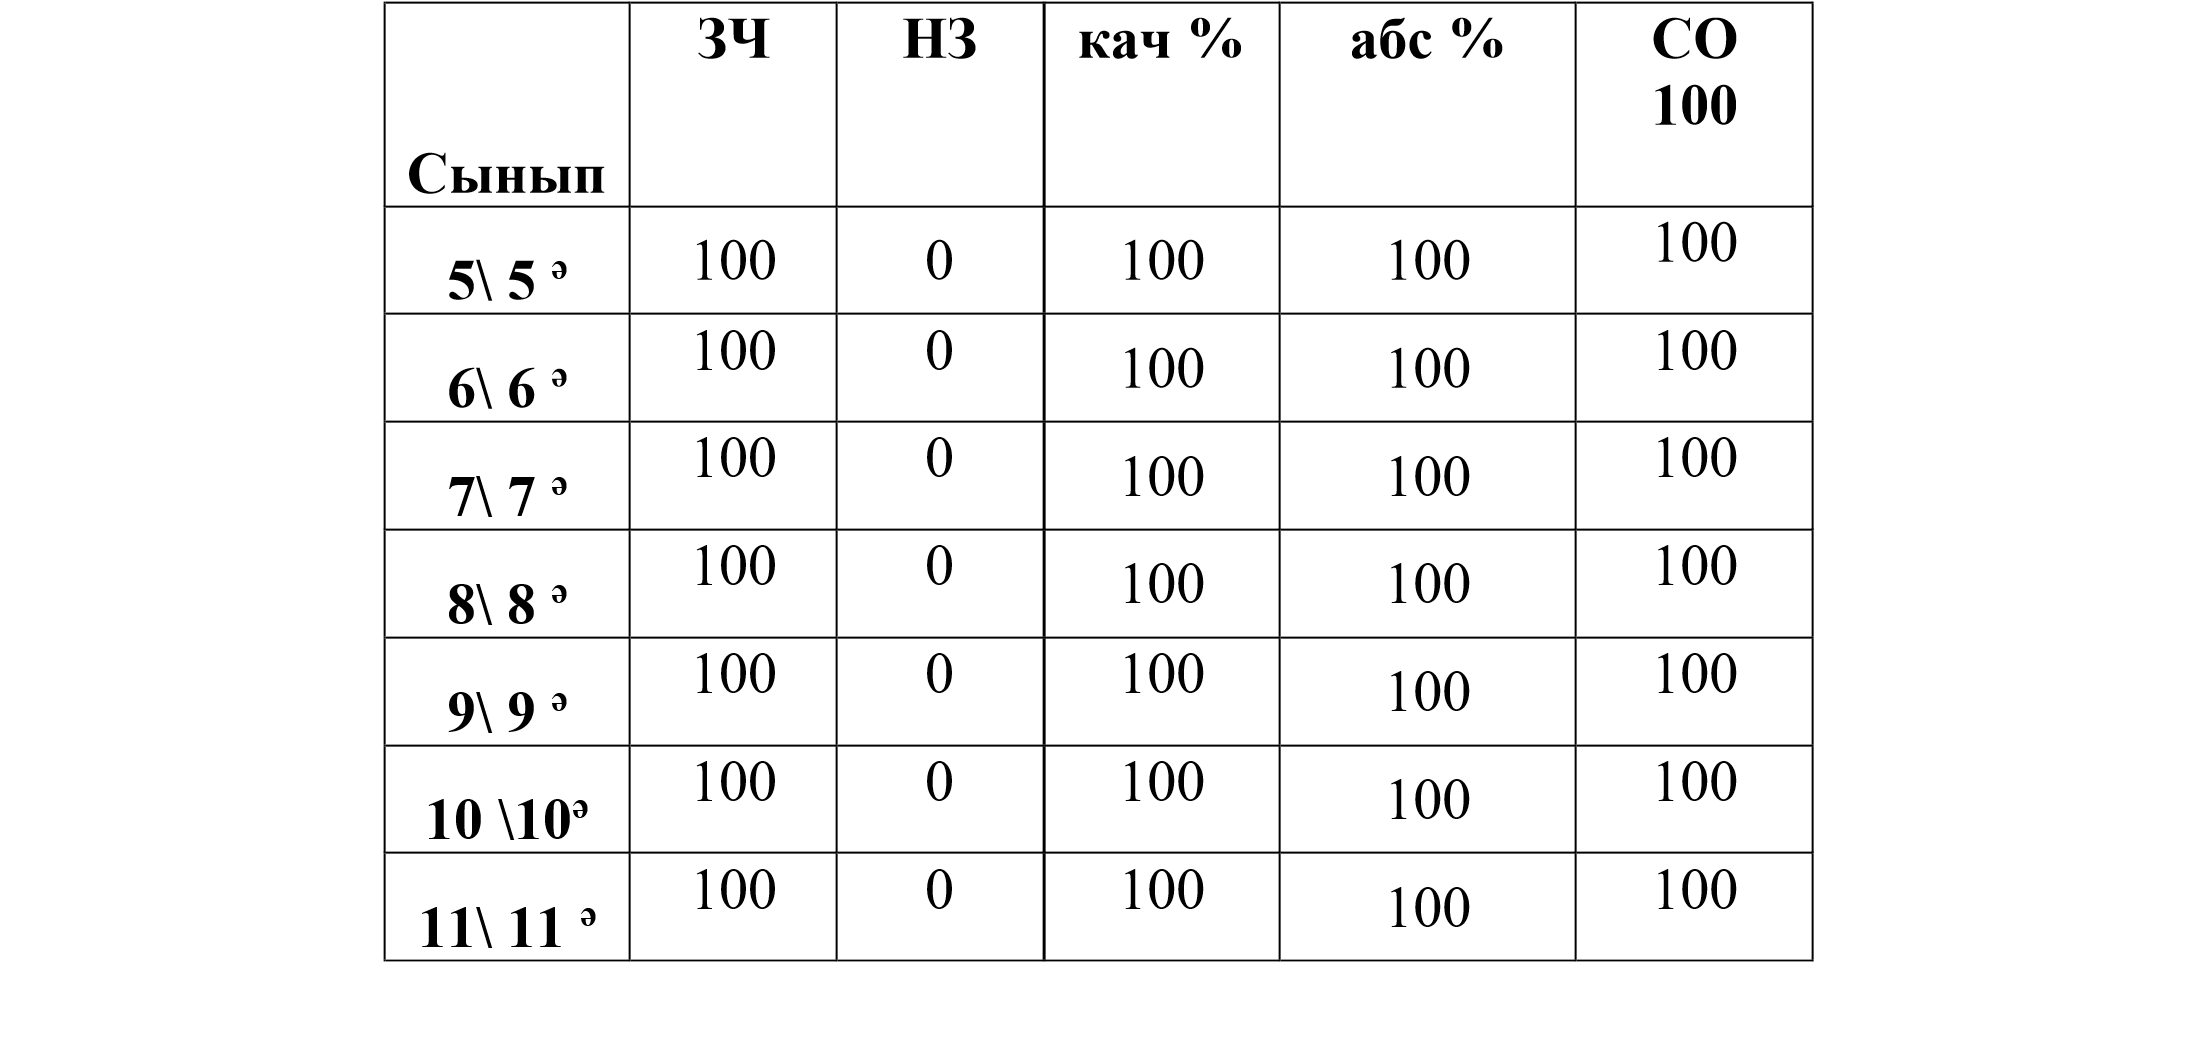 Сынып ЗЧ НЗ кач % абс % СО
100
5\ 5 ә 100 0 100 100 100
6\ 6 ә 100 0 100 100 100
7\ 7 ә 100 0 100 100 100
8\ 8 ә 100 0 100 100 100
9\ 9 ә 100 0 100 100 100
10 \10ә 100 0 100 100 100
11\ 11 ә 100 0 100 100 100